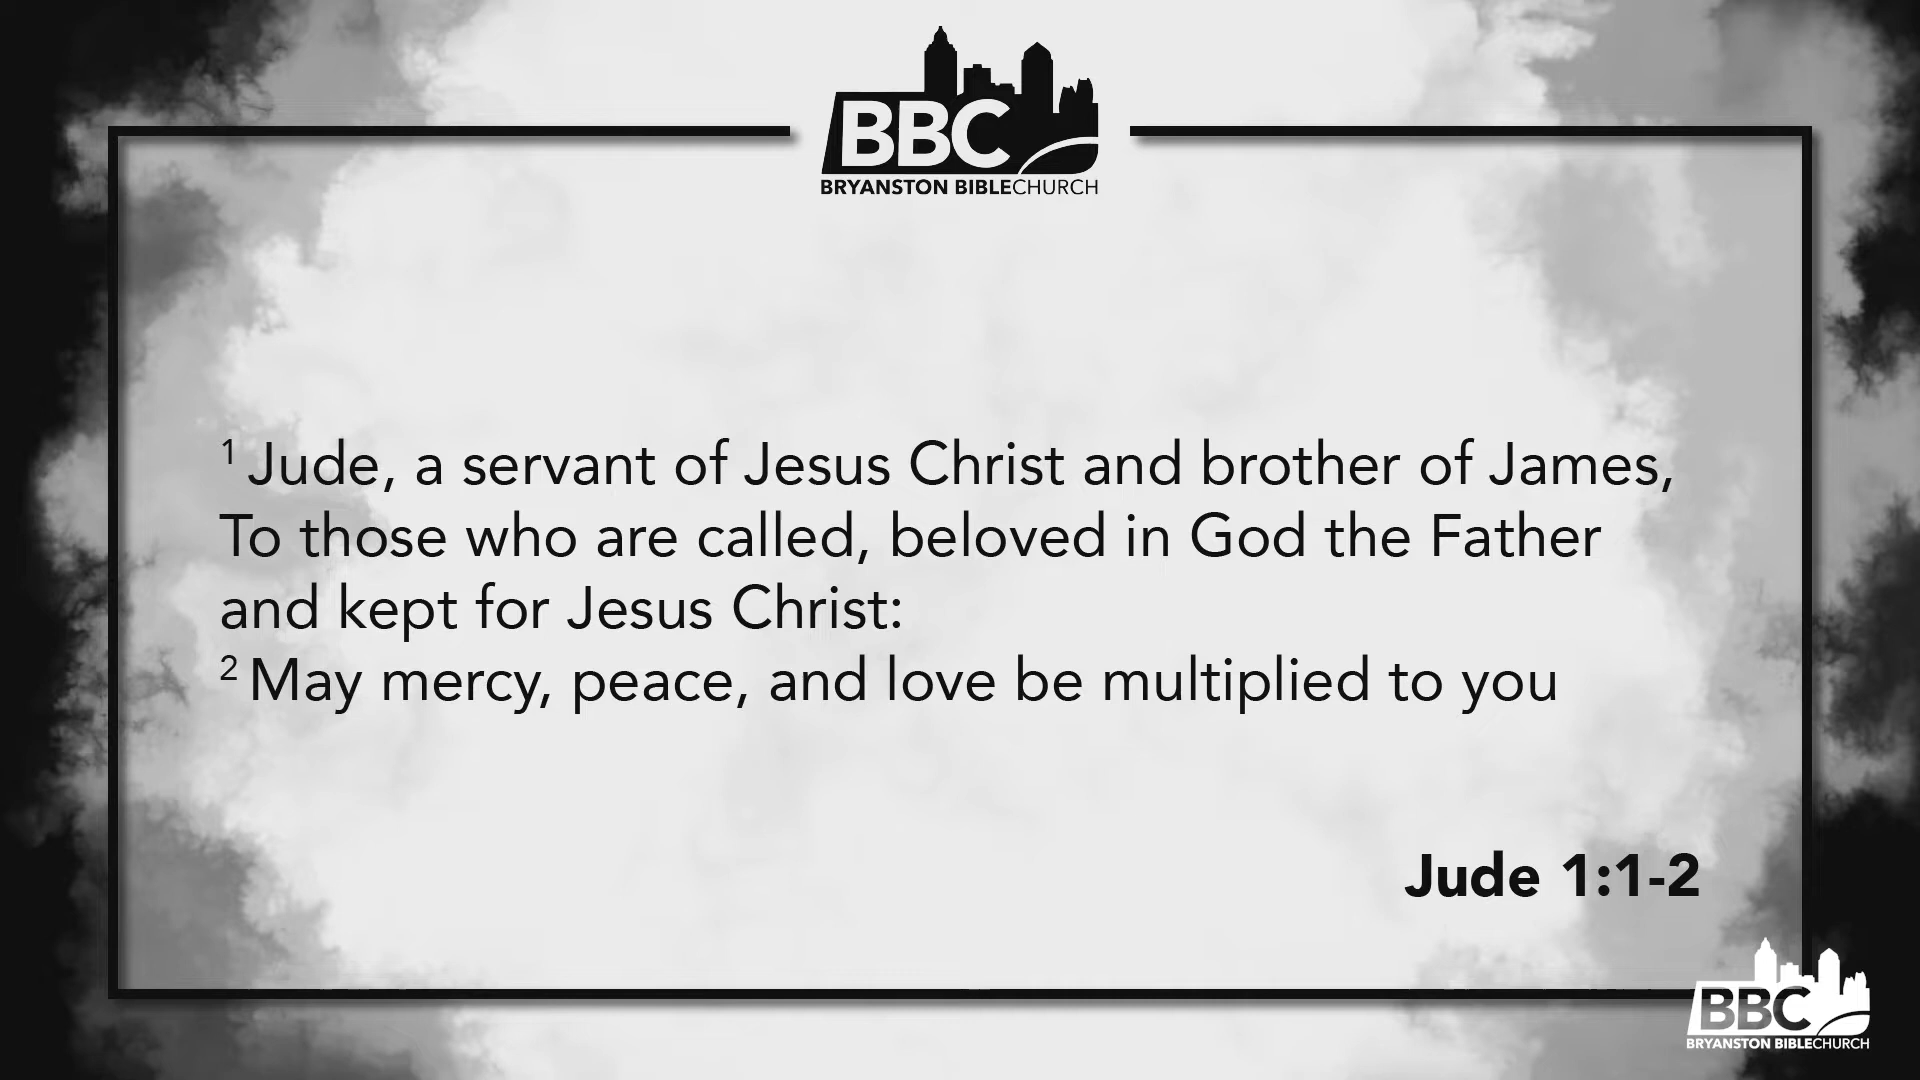 BBC
BRYANSTON BIBLECHURCH
1 Jude, a servant of Jesus Christ and brother of James,
To those who are called, beloved in God the Father
and kept for Jesus Christ:
2 May mercy, peace, and love be multiplied to you
Jude 1:1-2
BBC
BRYANSTON BIBLECHURCH